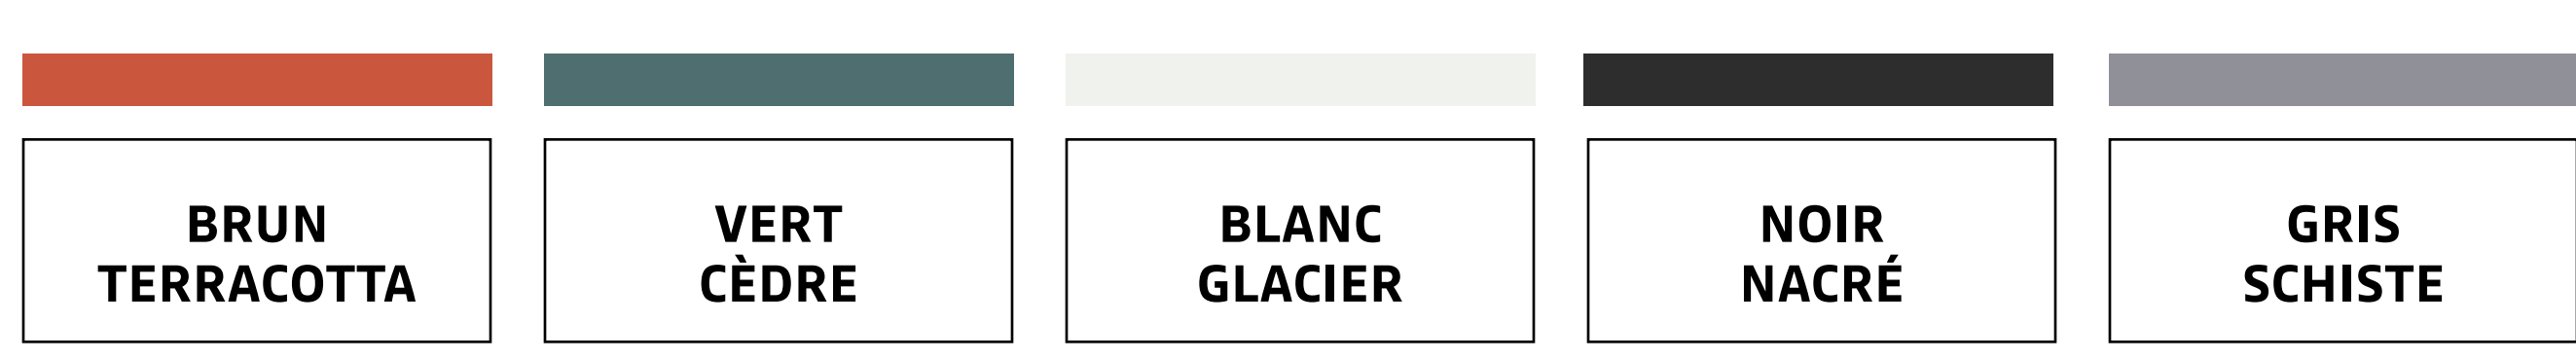 BRUN
TERRACOTTA
VERT
CÈDRE
BLANC
GLACIER
NOIR
NACRÉ
GRIS
SCHISTE